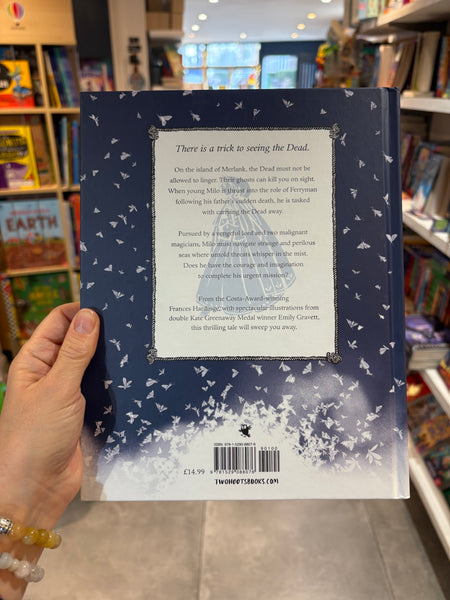 There is a trick to seeing the Dead.
On the island of Merlank, the Dead must not be
allowed to linger. Their ghosts can kill you on sight.
When young Milo is thrust into the role of Ferryman
following his father's sudden death, he is tasked
with carrying the Dead away.
Pursued by a vengeful lord and two malignant
magicians, Milo must navigate strange and perilous
seas where untold threats whisper in the mist.
Does he have the courage and imagination
to complete his urgent mission?
From the Costa-Award-winning
Frances Hardinge, with spectacular illustrations from
double Kate Greenaway Medal winner Emily Gravett,
this thrilling tale will sweep you away.
90100
£14.99
9 781529 088076
TWOHOOTSBOOKS.COM
EARTH